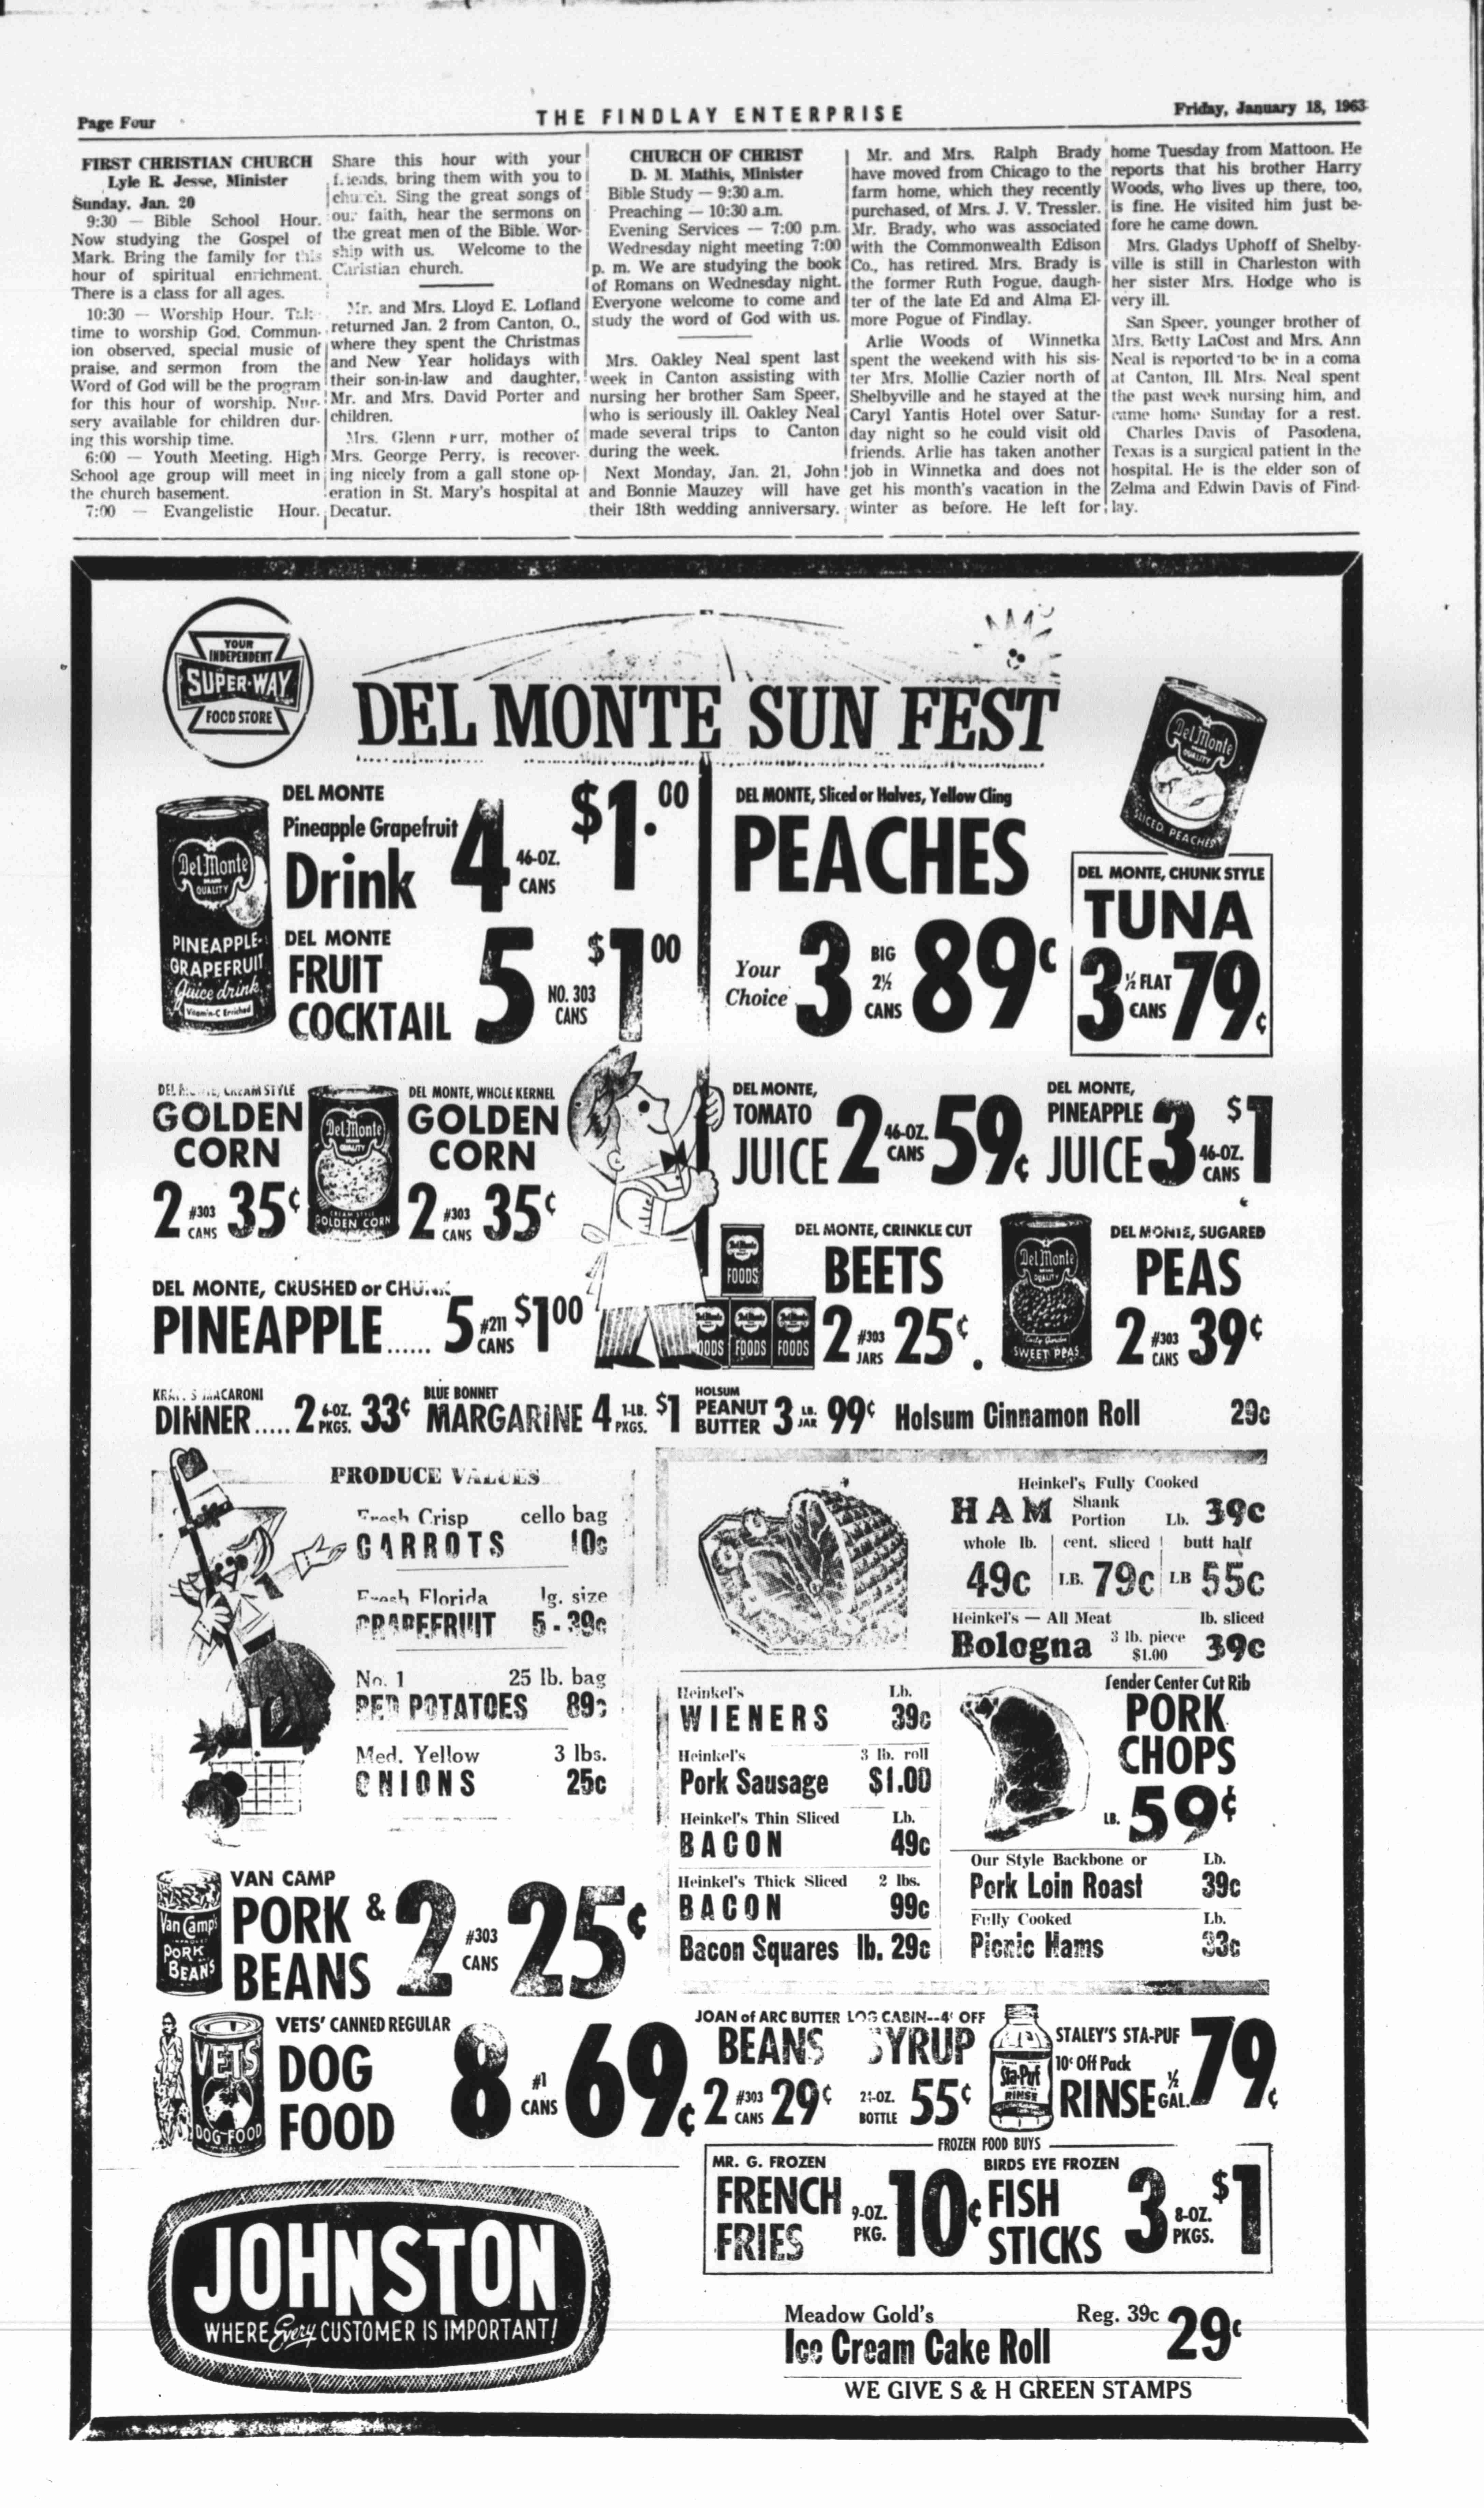 Page Four
THE FINDLAY ENTERPRISE
Friday, January 18, 1963
FIRST CHRISTIAN CHURCH
Lyle R. Jesse, Minister
Sunday, Jan. 20
9:30 — Bible School Hour.
Now studying the Gospel of
Mark. Bring the family for this
hour of spiritual enrichment.
There is a class for all ages.
10:30 — Worship Hour. Take
time to worship God. Commun-
ion observed, special music of
praise, and sermon from the
Word of God will be the program
for this hour of worship. Nur-
sery available for children dur-
ing this worship time.
6:00 — Youth Meeting. High
School age group will meet in
the church basement.
7:00 — Evangelistic Hour.
Share this hour with your
friends, bring them with you to
church. Sing the great songs of
our faith, hear the sermons on
the great men of the Bible. Wor-
ship with us. Welcome to the
Christian church.
Mr. and Mrs. Lloyd E. Lofland
returned Jan. 2 from Canton, O.,
where they spent the Christmas
and New Year holidays with
their son-in-law and daughter,
Mr. and Mrs. David Porter and
children.
Mrs. Glenn urr, mother of
Mrs. George Perry, is recover-
ing nicely from a gall stone op-
eration in St. Mary's hospital at
Decatur.
CHURCH OF CHRIST
D. M. Mathis, Minister
Bible Study — 9:30 a.m.
Preaching — 10:30 a.m.
Evening Services — 7:00 p.m.
Wednesday night meeting 7:00
p. m. We are studying the book
of Romans on Wednesday night.
Everyone welcome to come and
study the word of God with us.
Mrs. Oakley Neal spent last
week in Canton assisting with
nursing her brother Sam Speer,
who is seriously ill. Oakley Neal
made several trips to Canton
during the week.
Next Monday, Jan. 21, John
and Bonnie Mauzey will have
their 18th wedding anniversary.
Mr. and Mrs. Ralph Brady
have moved from Chicago to the
farm home, which they recently
purchased, of Mrs. J. V. Tressler.
Mr. Brady, who was associated
with the Commonwealth Edison
Co., has retired. Mrs. Brady is
the former Ruth Pogue, daugh-
ter of the late Ed and Alma El-
more Pogue of Findlay.
Arlie Woods of Winnetka
spent the weekend with his sis-
ter Mrs. Mollie Cazier north of
Shelbyville and he stayed at the
Caryl Yantis Hotel over Satur-
day night so he could visit old
friends. Arlie has taken another
job in Winnetka and does not
get his month's vacation in the
winter as before. He left for
home Tuesday from Mattoon. He
reports that his brother Harry
Woods, who lives up there, too,
is fine. He visited him just be-
fore he came down.
Mrs. Gladys Uphoff of Shelby-
ville is still in Charleston with
her sister Mrs. Hodge who is
very ill.
San Speer, younger brother of
Mrs. Betty LaCost and Mrs. Ann
Neal is reported to be in a coma
at Canton, Ill. Mrs. Neal spent
the past week nursing him, and
came home Sunday for a rest.
Charles Davis of Pasodena,
Texas is a surgical patient in the
hospital. He is the elder son of
Zelma and Edwin Davis of Find-
lay.
YOUR
INDEPENDENT
SUPER-WAY
FOOD STORE
DEL MONTE SUN FEST
Del Monte
BRAND
QUALITY
SLICED PEACHES
Del Monte
BRAND
QUALITY
PINEAPPLE-
GRAPEFRUIT
Juice drink
Vitamin-C Enriched
DEL MONTE
Pineapple Grapefruit
Drink 4 46-OZ. CANS $1.00
DEL MONTE
FRUIT
COCKTAIL 5 NO. 303 CANS $1 00
DEL MONTE, Sliced or Halves, Yellow Cling
PEACHES
Your Choice 3 BIG 2½ CANS 89¢
DEL MONTE, CHUNK STYLE
TUNA
3 ½ FLAT CANS 79¢
DEL MONTE, CREAM STYLE
GOLDEN
CORN
2 #303 CANS 35¢
Del Monte
QUALITY
CREAM STYLE
GOLDEN CORN
DEL MONTE, WHOLE KERNEL
GOLDEN
CORN
2 #303 CANS 35¢
DEL MONTE,
TOMATO
JUICE 2 46-OZ. CANS 59¢
DEL MONTE,
PINEAPPLE
JUICE 3 46-OZ. CANS $1
DEL MONTE, CRUSHED or CHUNK
PINEAPPLE...... 5 #211 CANS $1 00
Del Monte
FOODS
FOODS
FOODS
FOODS
DEL MONTE, CRINKLE CUT
BEETS
2 #303 JARS 25¢
Del Monte
QUALITY
Early Garden
SWEET PEAS
DEL MONTE, SUGARED
PEAS
2 #303 CANS 39¢
KRAFT'S MACARONI
DINNER..... 2 6-OZ. PKGS. 33¢
BLUE BONNET
MARGARINE 4 1-LB. PKGS. $1
HOLSUM
PEANUT
BUTTER 3 LB. JAR 99¢
Holsum Cinnamon Roll 29c
PRODUCE VALUES
Fresh Crisp cello bag
CARROTS 10c
Fresh Florida lg. size
GRAPEFRUIT 5 - 39c
No. 1 25 lb. bag
RED POTATOES 89c
Med. Yellow 3 lbs.
ONIONS 25c
Heinkel's Fully Cooked
HAM Shank Portion Lb. 39c
whole lb. cent. sliced butt half
49c LB. 79c LB 55c
Heinkel's — All Meat lb. sliced
Bologna 3 lb. piece $1.00 39c
Heinkel's Lb.
WIENERS 39c
Heinkel's 3 lb. roll
Pork Sausage $1.00
Heinkel's Thin Sliced Lb.
BACON 49c
Heinkel's Thick Sliced 2 lbs.
BACON 99c
Bacon Squares lb. 29c
Tender Center Cut Rib
PORK
CHOPS
LB. 59¢
Our Style Backbone or Lb.
Pork Loin Roast 39c
Fully Cooked Lb.
Picnic Hams 33c
Van Camp's
PORK
BEANS
VAN CAMP
PORK &
BEANS 2 #303 CANS 25¢
VETS
DOG FOOD
VETS' CANNED REGULAR
DOG
FOOD 8 #1 CANS 69¢
JOAN of ARC BUTTER
BEANS
2 #303 CANS 29¢
LOG CABIN--4¢ OFF
SYRUP
24-OZ. BOTTLE 55¢
Sta-Puf
RINSE
STALEY'S STA-PUF
10¢ Off Pack
RINSE ½ GAL. 79¢
FROZEN FOOD BUYS
MR. G. FROZEN
FRENCH
FRIES 9-OZ. PKG. 10¢
BIRDS EYE FROZEN
FISH
STICKS 3 8-OZ. PKGS. $1
JOHNSTON
WHERE Every CUSTOMER IS IMPORTANT!
Meadow Gold's Reg. 39c
Ice Cream Cake Roll 29¢
WE GIVE S & H GREEN STAMPS